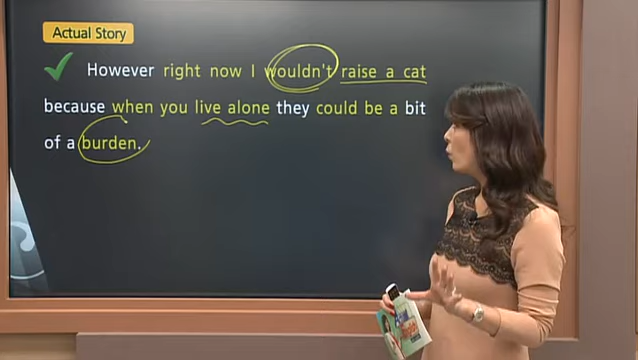 Actual Story
However right now I wouldn't raise a cat
because when you live alone they could be a bit
of a burden.